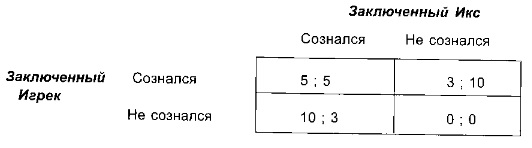 Заключенный Икс
Сознался Не сознался
Заключенный Сознался 5 ; 5 3 ; 10
Игрек
Не сознался 10 ; 3 0 ; 0